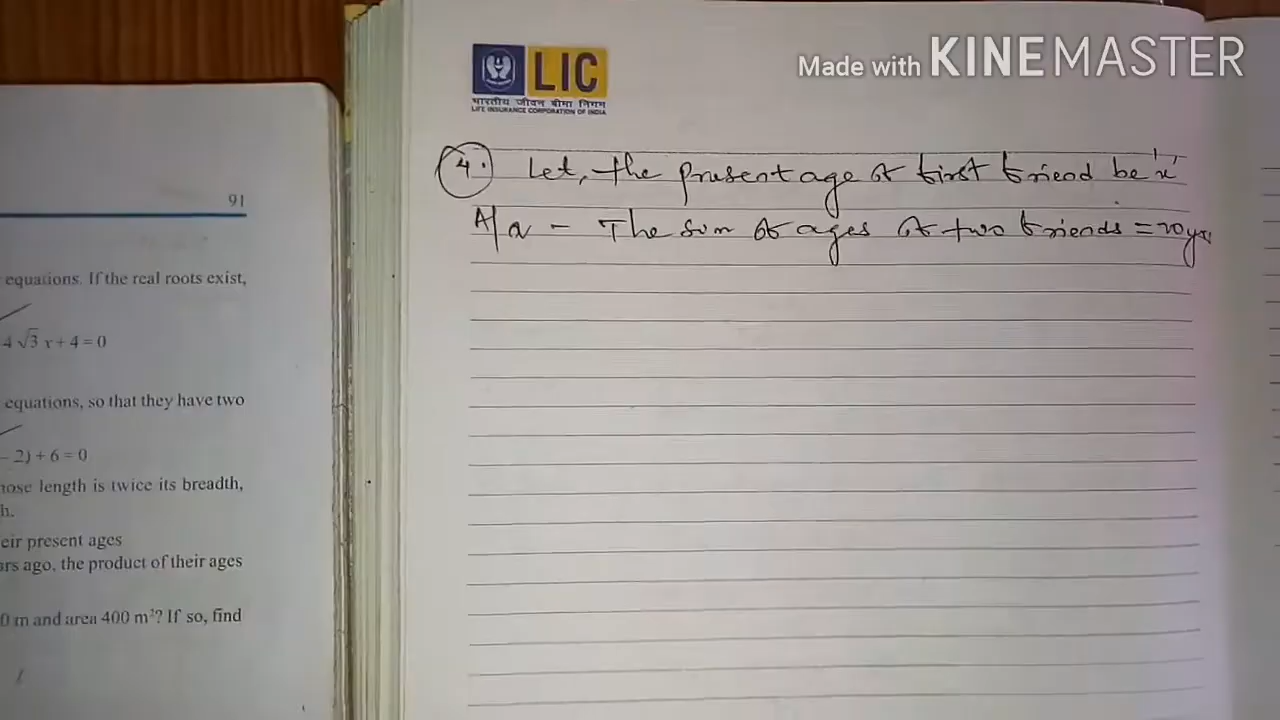 Made with KINEMASTER
LIC
भारतीय जीवन बीमा निगम
LIFE INSURANCE CORPORATION OF INDIA
91
equations. If the real roots exist,
4 √3 x + 4 = 0
equations, so that they have two
– 2) + 6 = 0
hose length is twice its breadth,
h.
eir present ages
ars ago, the product of their ages
0 m and area 400 m²? If so, find
4. Let, the present age of first friend be 'x'
A/q - The sum of ages of two friends = 20 yrs